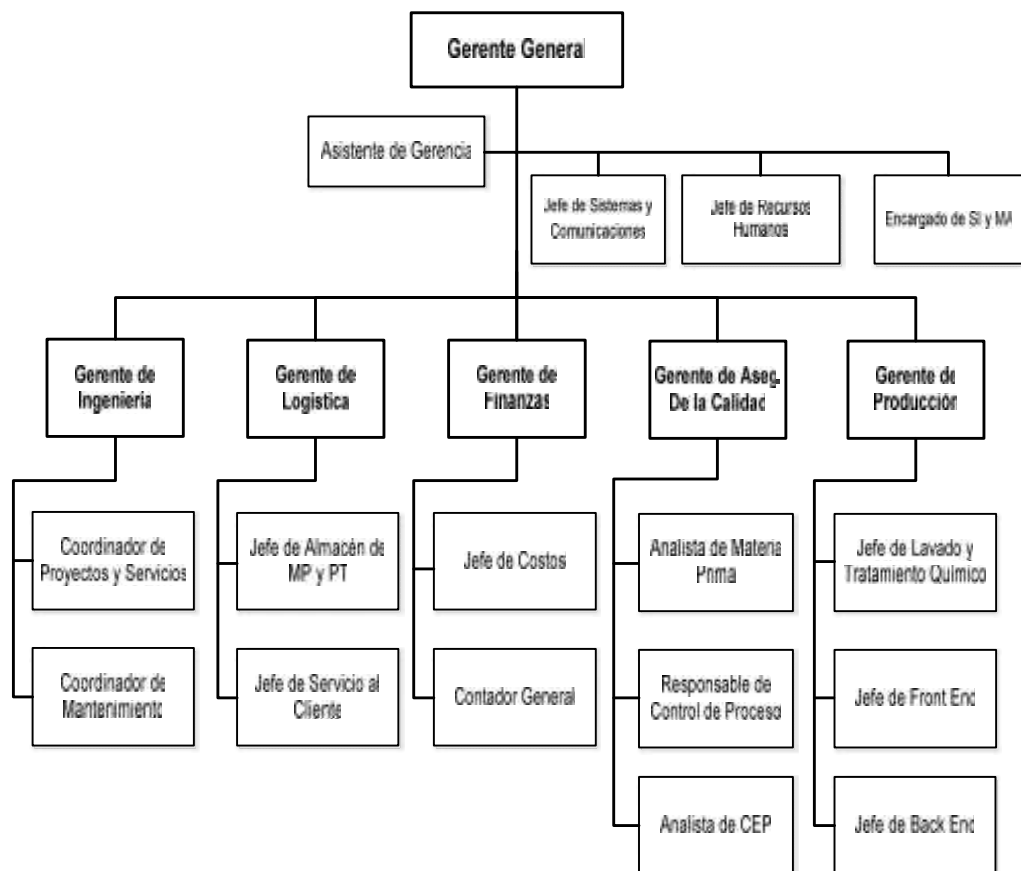 Gerente General
Asistente de Gerencia
Jefe de Sistemas y
Comunicaciones
Jefe de Recursos
Humanos
Encargado de SI y MA
Gerente de
Ingeniería
Gerente de
Logística
Gerente de
Finanzas
Gerente de Aseg.
De la Calidad
Gerente de
Producción
Coordinador de
Proyectos y Servicios
Jefe de Almacén de
MP y PT
Jefe de Costos
Analista de Materia
Prima
Jefe de Lavado y
Tratamiento Químico
Coordinador de
Mantenimiento
Jefe de Servicio al
Cliente
Contador General
Responsable de
Control de Proceso
Jefe de Front End
Analista de CEP
Jefe de Back End